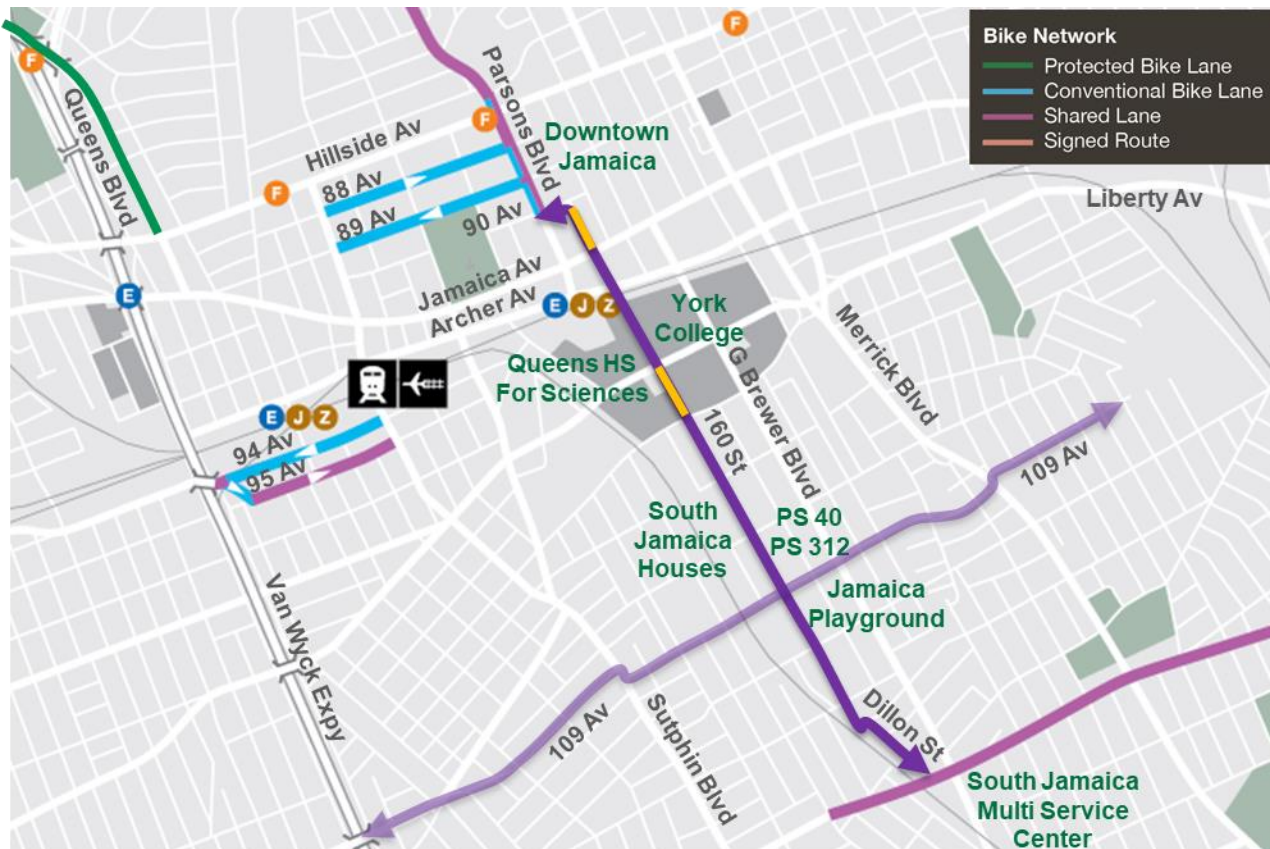 Bike Network
Protected Bike Lane
Conventional Bike Lane
Shared Lane
Signed Route
F
F
F
F
Queens Blvd
Hillside Av
Parsons Blvd
Downtown
Jamaica
88 Av
89 Av
90 Av
Liberty Av
E
Jamaica Av
Archer Av
E J Z
York
College
Queens HS
For Sciences
G Brewer Blvd
Merrick Blvd
160 St
E J Z
94 Av
95 Av
109 Av
South
Jamaica
Houses
PS 40
PS 312
Jamaica
Playground
Van Wyck Expy
109 Av
Sutphin Blvd
Dillon St
South Jamaica
Multi Service
Center